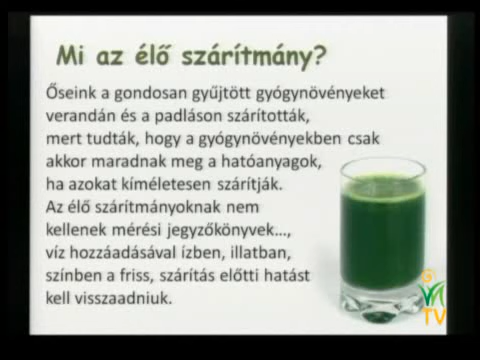 Mi az élő szárítmány?
Őseink a gondosan gyűjtött gyógynövényeket
verandán és a padláson szárították,
mert tudták, hogy a gyógynövényekben csak
akkor maradnak meg a hatóanyagok,
ha azokat kíméletesen szárítják.
Az élő szárítmányoknak nem
kellenek mérési jegyzőkönyvek…,
víz hozzáadásával ízben, illatban,
színben a friss, szárítás előtti hatást
kell visszaadniuk.
TV